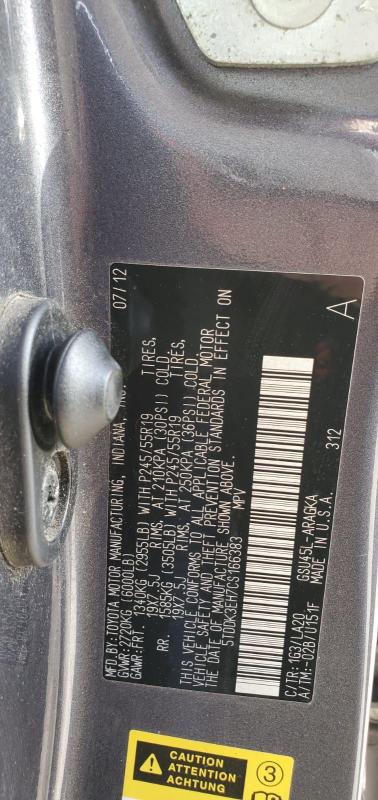 MFD.BY: TOYOTA MOTOR MANUFACTURING, INDIANA, 07/12
GVWR: 2720KG (6000LB)
GAWR: FRT. 1340KG (2955LB) WITH P245/55R19 TIRES,
19X7.5J RIMS, AT 210KPA (30PSI) COLD
RR. 1585KG (3505LB) WITH P245/55R19 TIRES,
19X7.5J RIMS, AT 250KPA (36PSI) COLD
THIS VEHICLE CONFORMS TO ALL APPLICABLE FEDERAL MOTOR
VEHICLE SAFETY AND THEFT PREVENTION STANDARDS IN EFFECT ON
THE DATE OF MANUFACTURE SHOWN ABOVE.
5TDDK3EH7CS166383 MPV
C/TR: 1G3/LA20 GSU45L-ARAGKA 312 A
A/TM: -02B/U151F MADE IN U.S.A.
CAUTION
ATTENTION
ACHTUNG
3